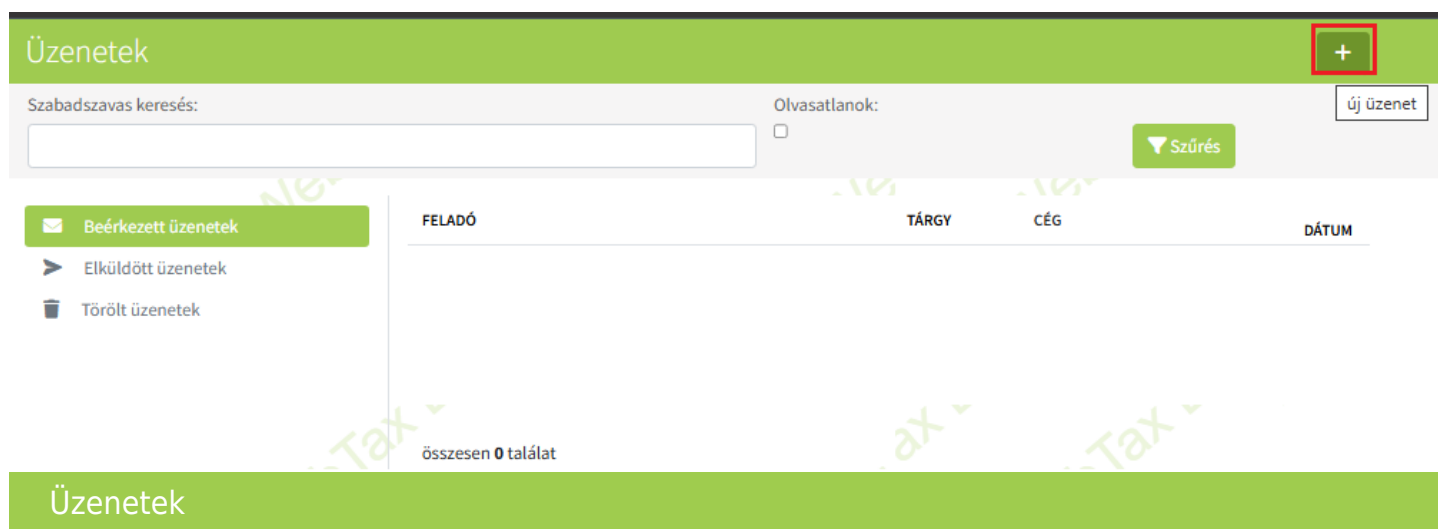 Üzenetek
+
Szabadszavas keresés:
Olvasatlanok:
új üzenet
Szűrés
Beérkezett üzenetek
Elküldött üzenetek
Törölt üzenetek
FELADÓ TÁRGY CÉG DÁTUM
összesen 0 találat
Üzenetek